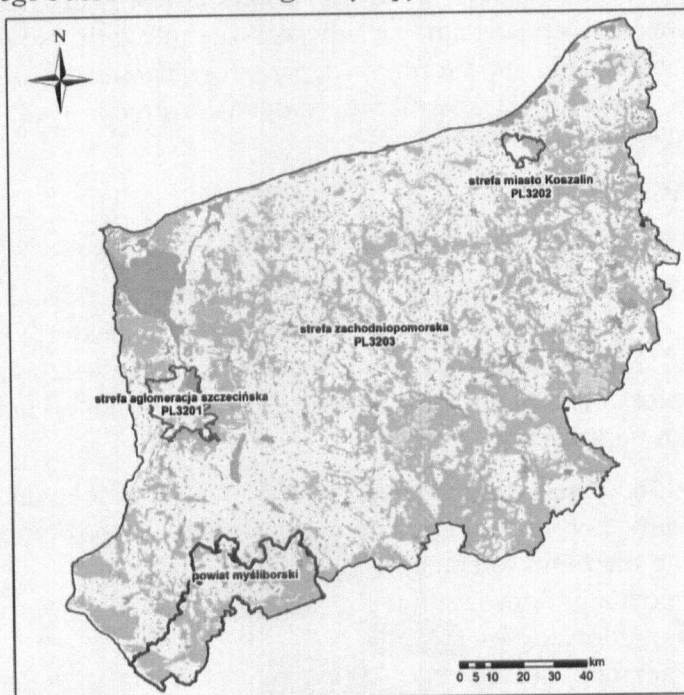 N
strefa miasto Koszalin
PL3202
strefa zachodniopomorska
PL3203
strefa aglomeracja szczecińska
PL3201
powiat myśliborski
km
0 5 10 20 30 40